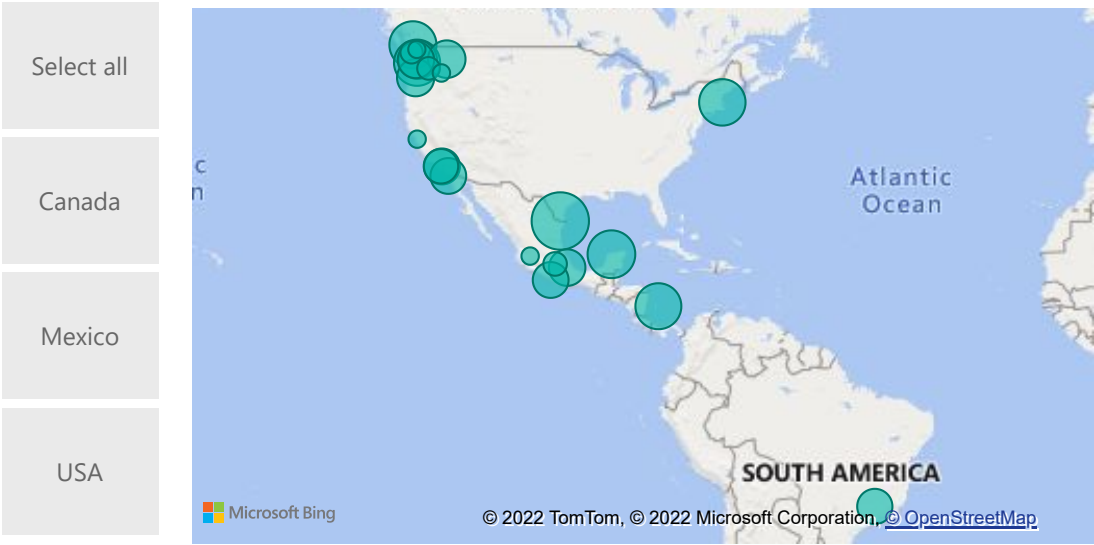 Select all
Canada
Mexico
USA
c
n
Atlantic
Ocean
SOUTH AMERICA
Microsoft Bing
© 2022 TomTom, © 2022 Microsoft Corporation, © OpenStreetMap